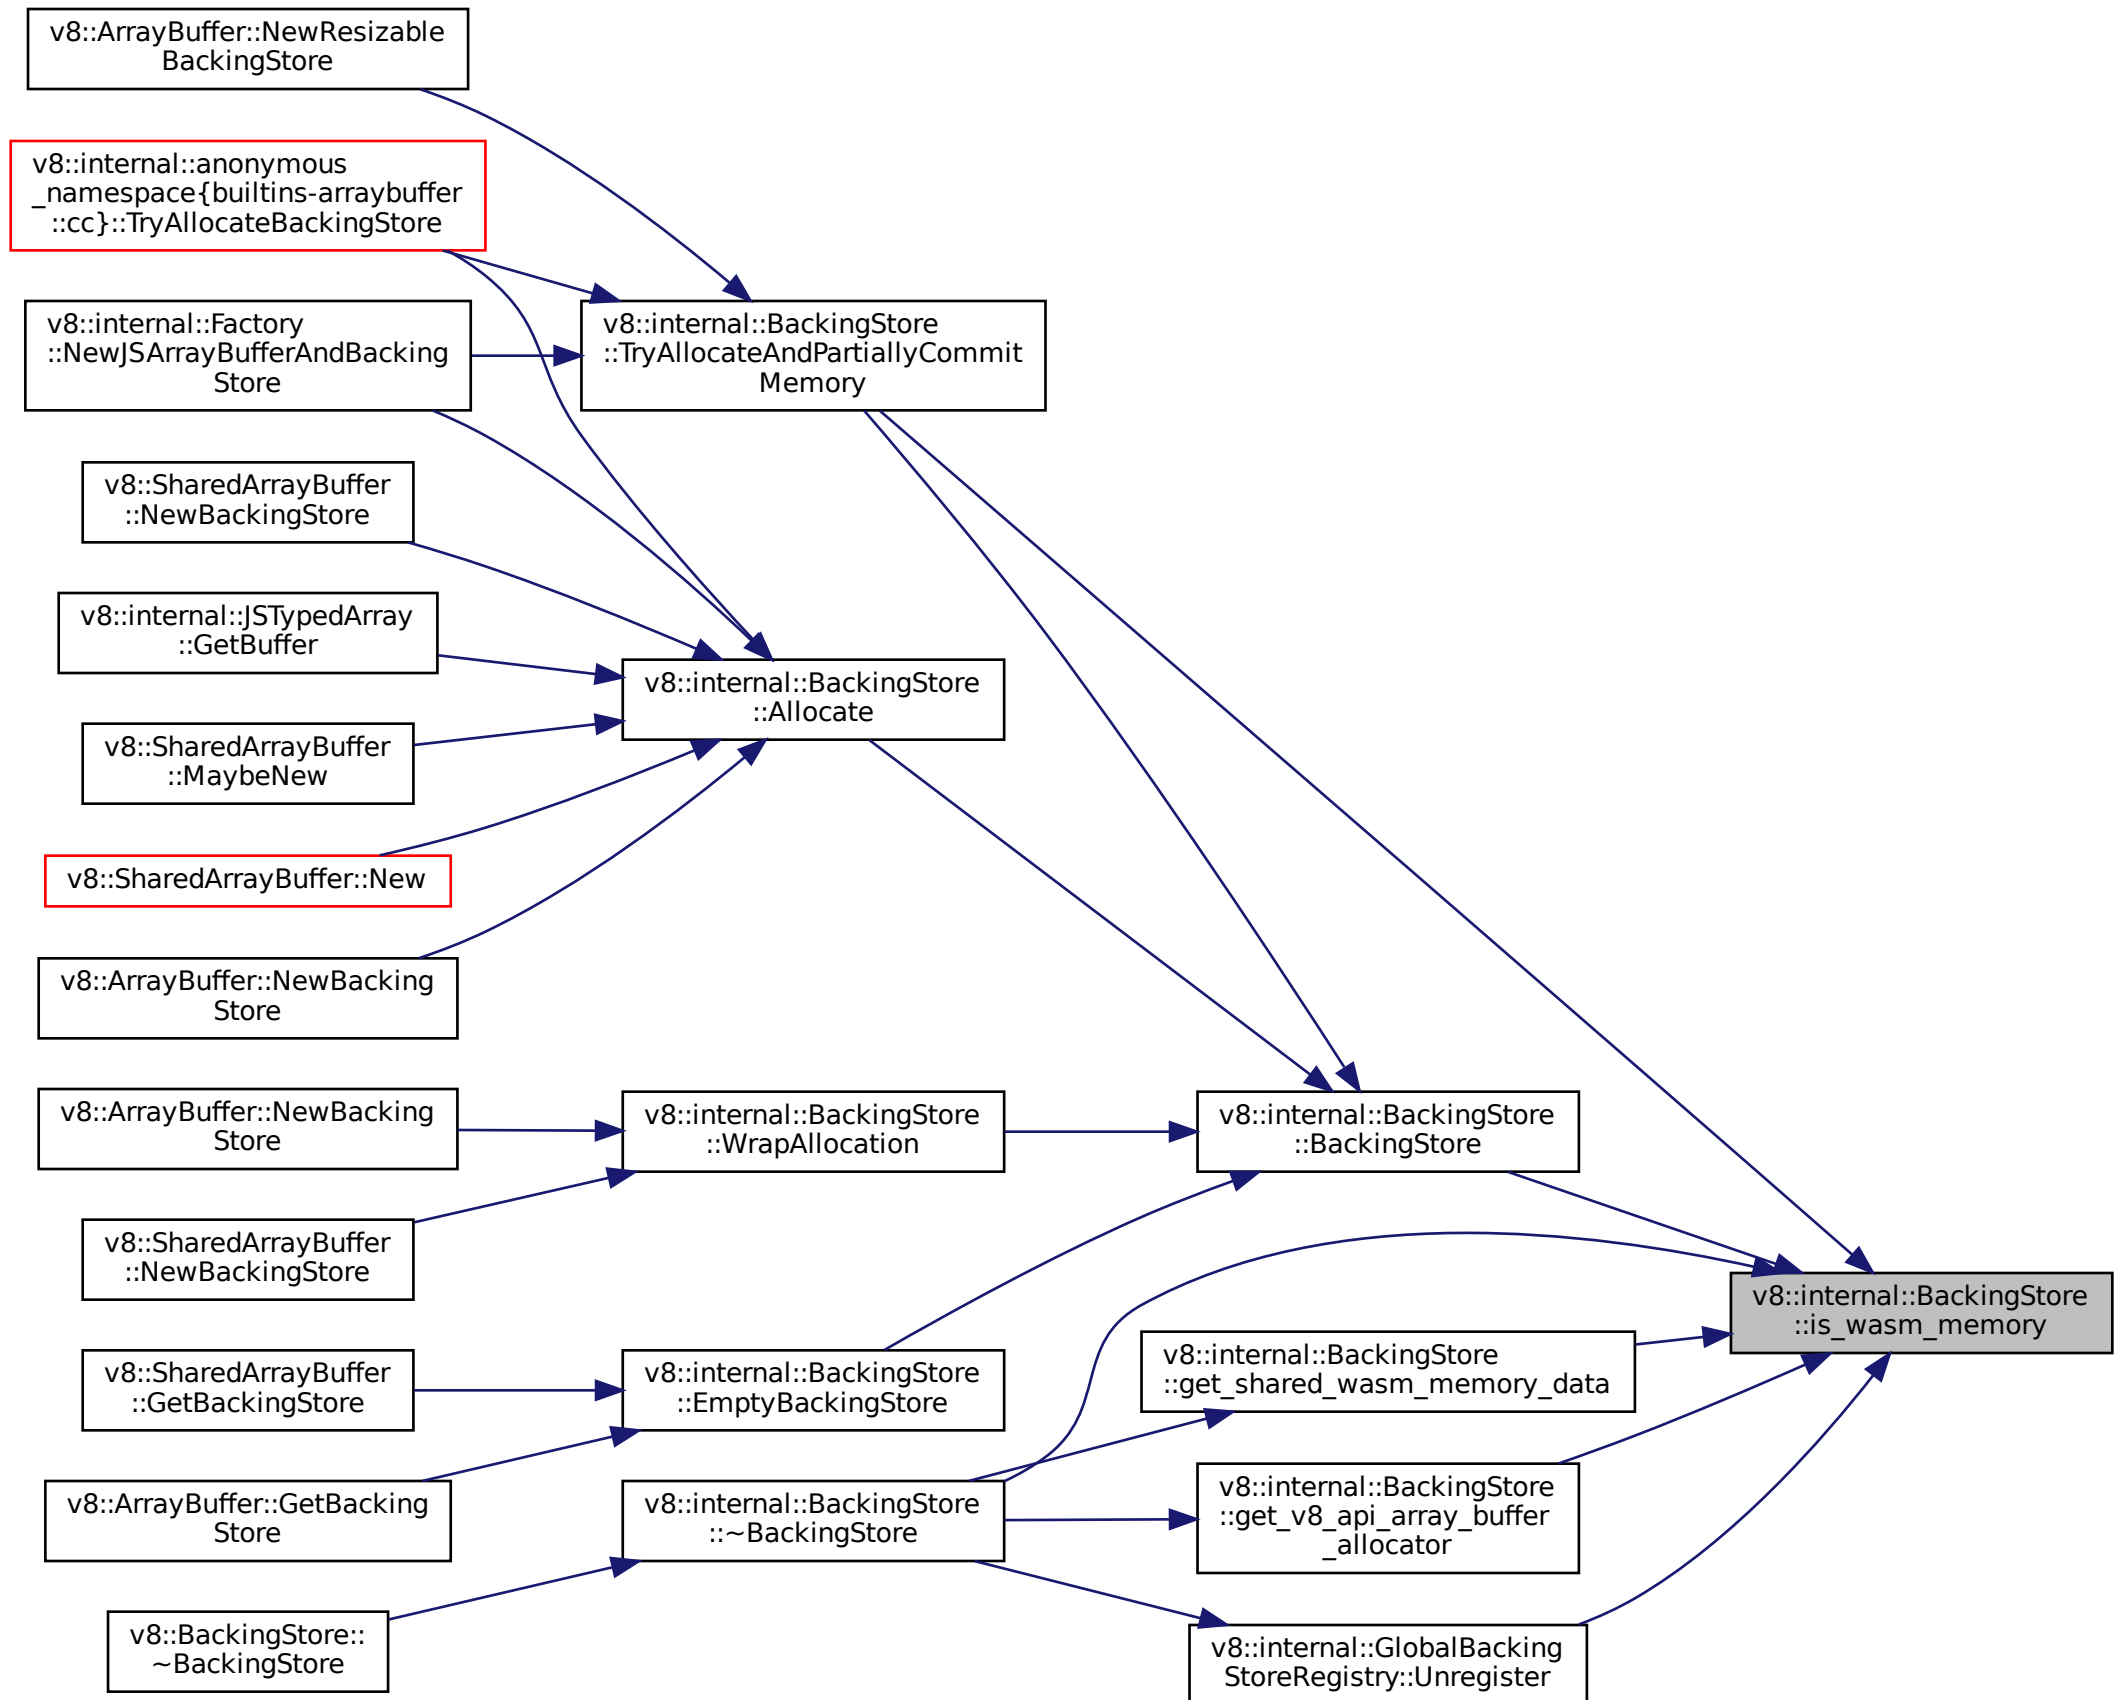 v8::ArrayBuffer::NewResizable
BackingStore
v8::internal::anonymous
_namespace{builtins-arraybuffer
::cc}::TryAllocateBackingStore
v8::internal::Factory
::NewJSArrayBufferAndBacking
Store
v8::SharedArrayBuffer
::NewBackingStore
v8::internal::JSTypedArray
::GetBuffer
v8::SharedArrayBuffer
::MaybeNew
v8::SharedArrayBuffer::New
v8::ArrayBuffer::NewBacking
Store
v8::ArrayBuffer::NewBacking
Store
v8::SharedArrayBuffer
::NewBackingStore
v8::SharedArrayBuffer
::GetBackingStore
v8::ArrayBuffer::GetBacking
Store
v8::BackingStore::
~BackingStore
v8::internal::BackingStore
::TryAllocateAndPartiallyCommit
Memory
v8::internal::BackingStore
::Allocate
v8::internal::BackingStore
::WrapAllocation
v8::internal::BackingStore
::EmptyBackingStore
v8::internal::BackingStore
::~BackingStore
v8::internal::BackingStore
::BackingStore
v8::internal::BackingStore
::get_shared_wasm_memory_data
v8::internal::BackingStore
::get_v8_api_array_buffer
_allocator
v8::internal::GlobalBacking
StoreRegistry::Unregister
v8::internal::BackingStore
::is_wasm_memory